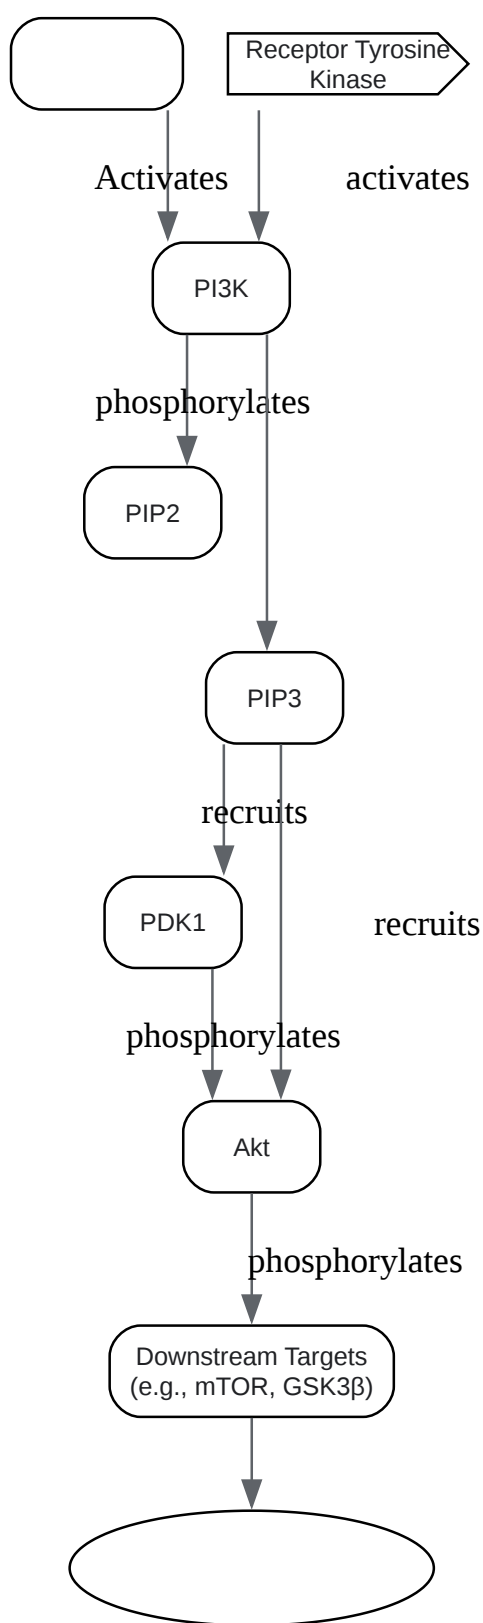 Receptor Tyrosine
Kinase
Activates
activates
PI3K
phosphorylates
PIP2
PIP3
recruits
PDK1
recruits
phosphorylates
Akt
phosphorylates
Downstream Targets
(e.g., mTOR, GSK3β)